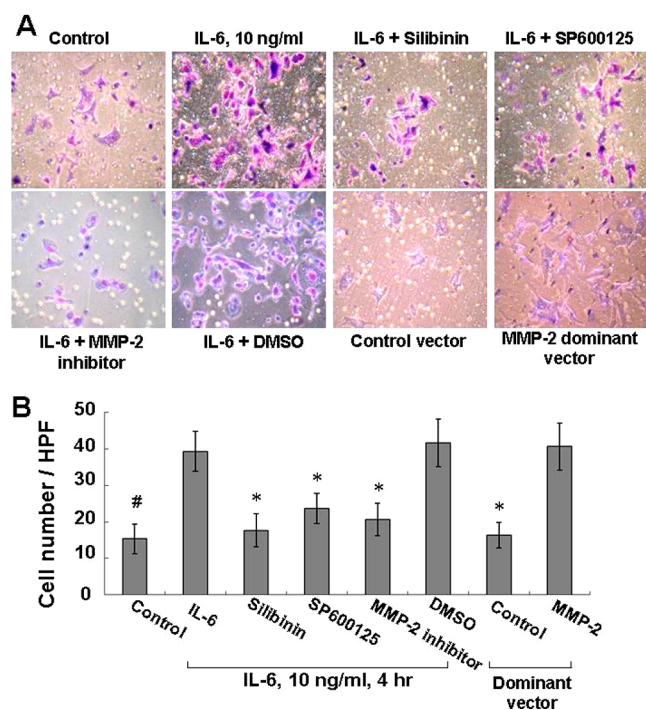 A
Control
IL-6, 10 ng/ml
IL-6 + Silibinin
IL-6 + SP600125
IL-6 + MMP-2 inhibitor
IL-6 + DMSO
Control vector
MMP-2 dominant vector
B
Cell number / HPF
50
40
30
20
10
0
#
*
*
*
*
Control
IL-6
Silibinin
SP600125
MMP-2 inhibitor
DMSO
Control
MMP-2
IL-6, 10 ng/ml, 4 hr
Dominant
vector